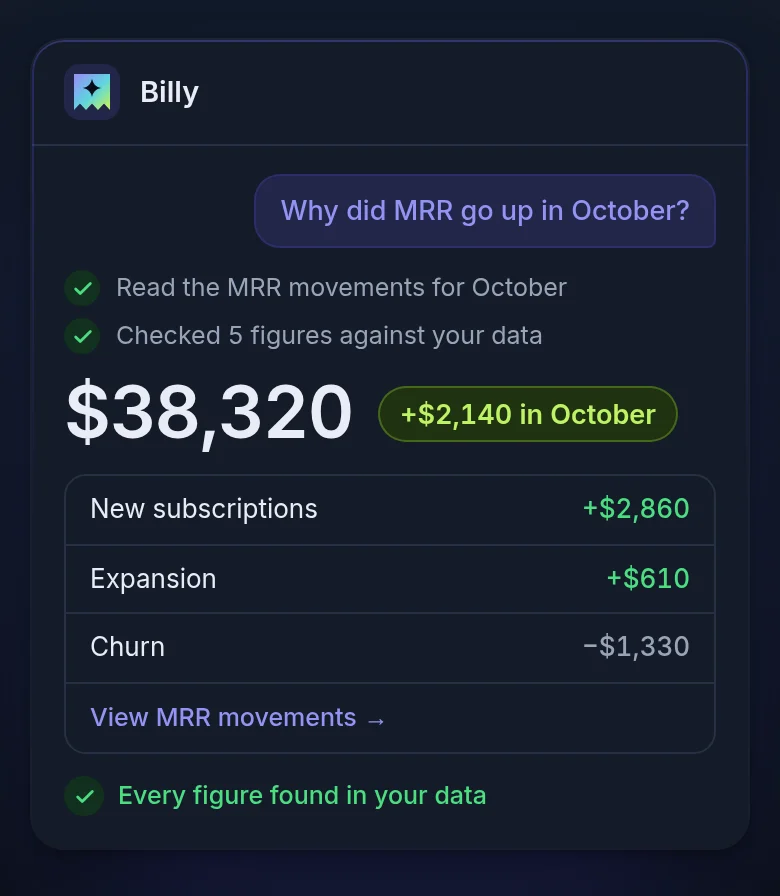 Billy
Why did MRR go up in October?
Read the MRR movements for October
Checked 5 figures against your data
$38,320
+$2,140 in October
New subscriptions
+$2,860
Expansion
+$610
Churn
−$1,330
View MRR movements →
Every figure found in your data